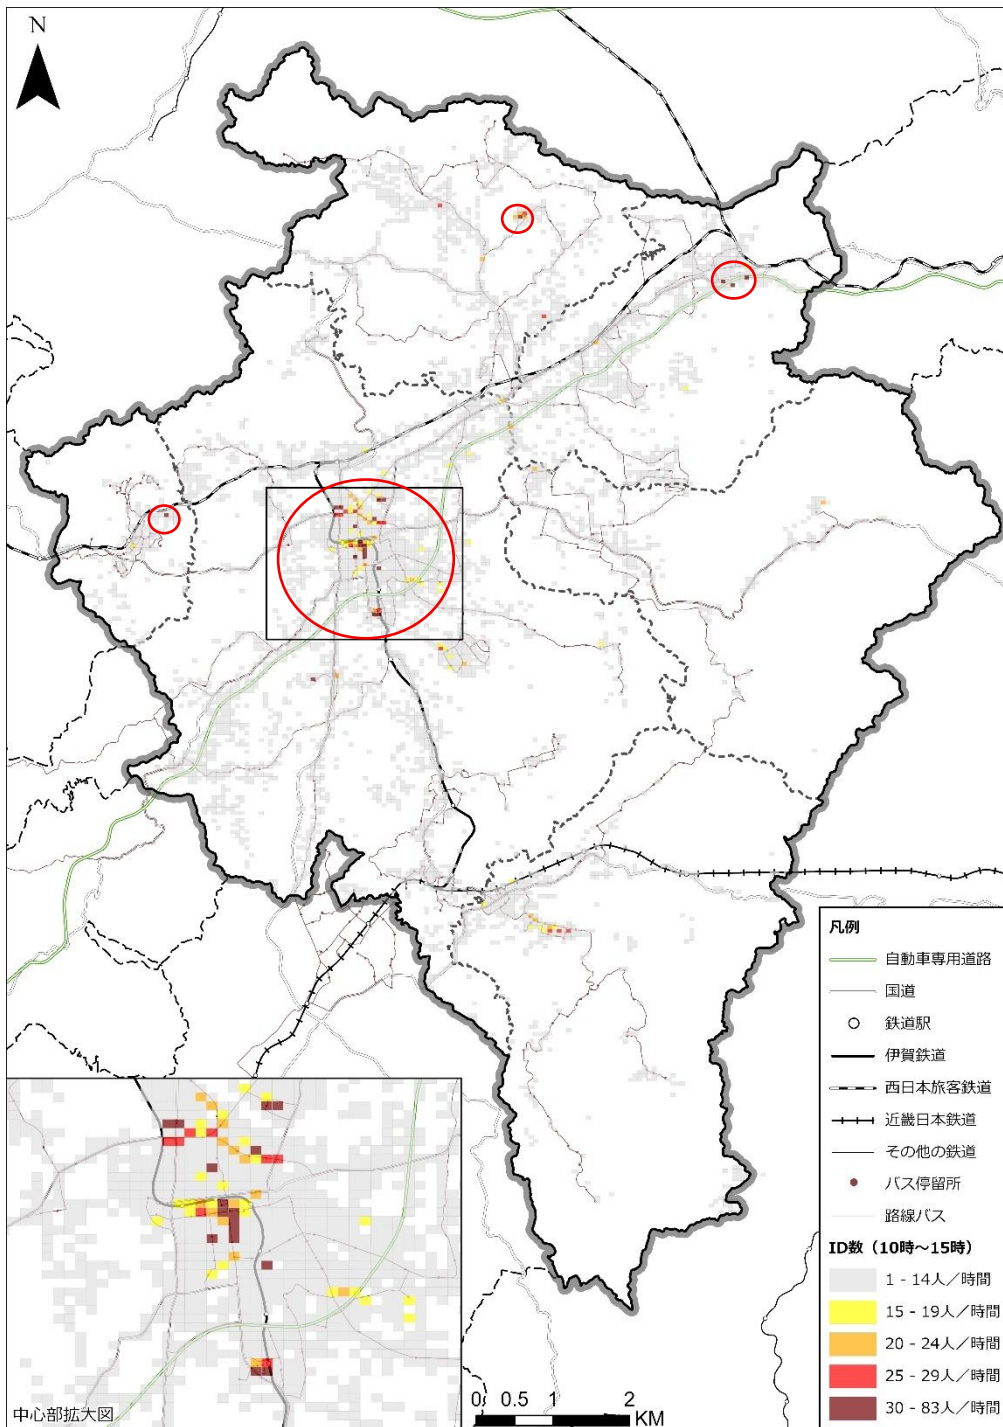 N
凡例
自動車専用道路
国道
鉄道駅
伊賀鉄道
西日本旅客鉄道
近畿日本鉄道
その他の鉄道
バス停留所
路線バス
ID数（10時～15時）
1 - 14人／時間
15 - 19人／時間
20 - 24人／時間
25 - 29人／時間
30 - 83人／時間
中心部拡大図
0 0.5 1 2
KM